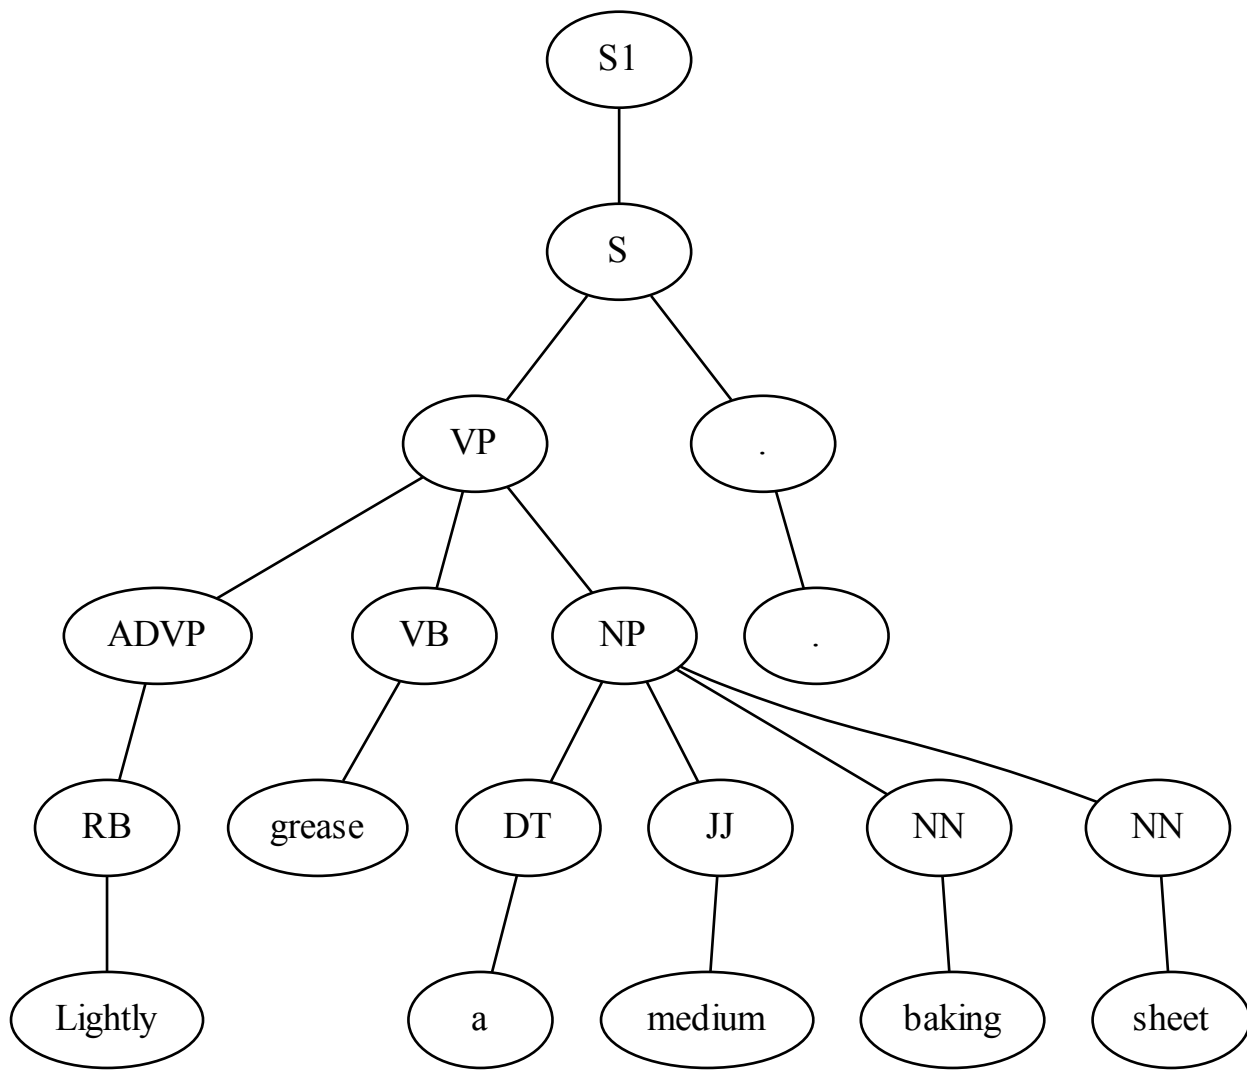 S1
S
VP .
ADVP VB NP .
RB grease DT JJ NN NN
Lightly a medium baking sheet